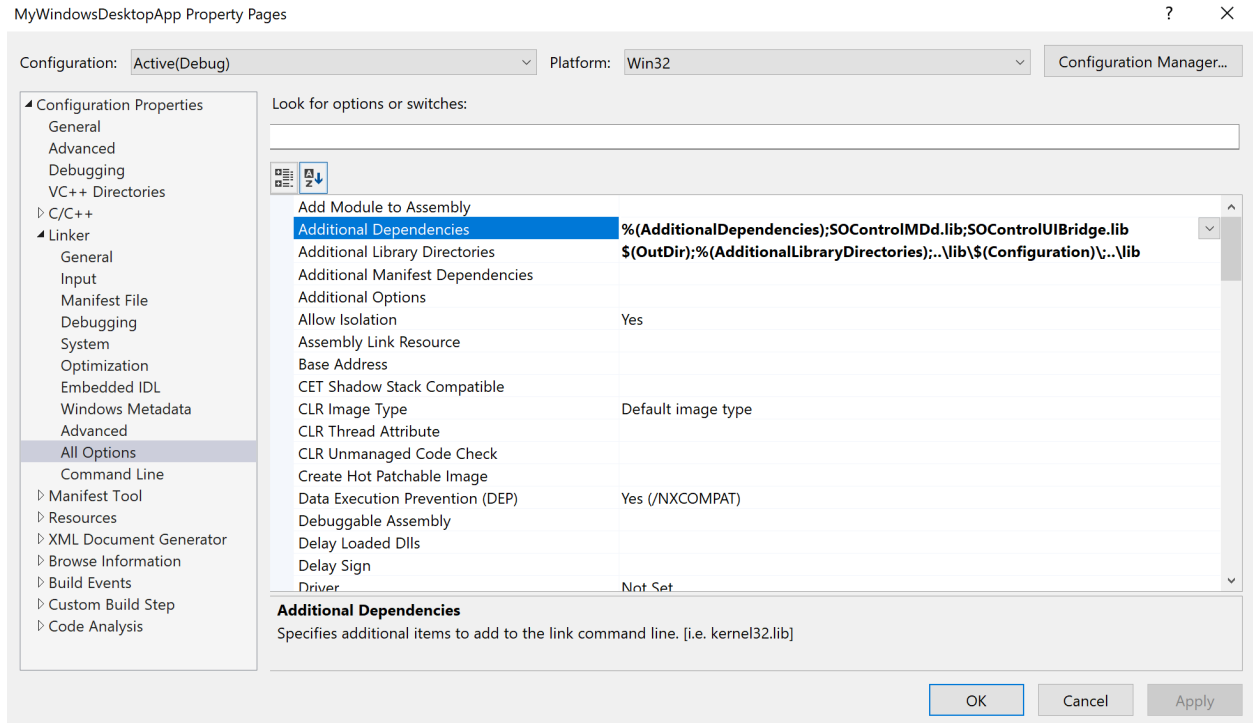 MyWindowsDesktopApp Property Pages
Configuration: Active(Debug) Platform: Win32 Configuration Manager...
Configuration Properties
General
Advanced
Debugging
VC++ Directories
C/C++
Linker
General
Input
Manifest File
Debugging
System
Optimization
Embedded IDL
Windows Metadata
Advanced
All Options
Command Line
Manifest Tool
Resources
XML Document Generator
Browse Information
Build Events
Custom Build Step
Code Analysis
Look for options or switches:
Add Module to Assembly
Additional Dependencies %(AdditionalDependencies);SOControlMDd.lib;SOControlUIBridge.lib
Additional Library Directories $(OutDir);%(AdditionalLibraryDirectories);..\lib\$(Configuration)\;..\lib
Additional Manifest Dependencies
Additional Options
Allow Isolation Yes
Assembly Link Resource
Base Address
CET Shadow Stack Compatible
CLR Image Type Default image type
CLR Thread Attribute
CLR Unmanaged Code Check
Create Hot Patchable Image
Data Execution Prevention (DEP) Yes (/NXCOMPAT)
Debuggable Assembly
Delay Loaded Dlls
Delay Sign
Driver Not Set
Additional Dependencies
Specifies additional items to add to the link command line. [i.e. kernel32.lib]
OK Cancel Apply